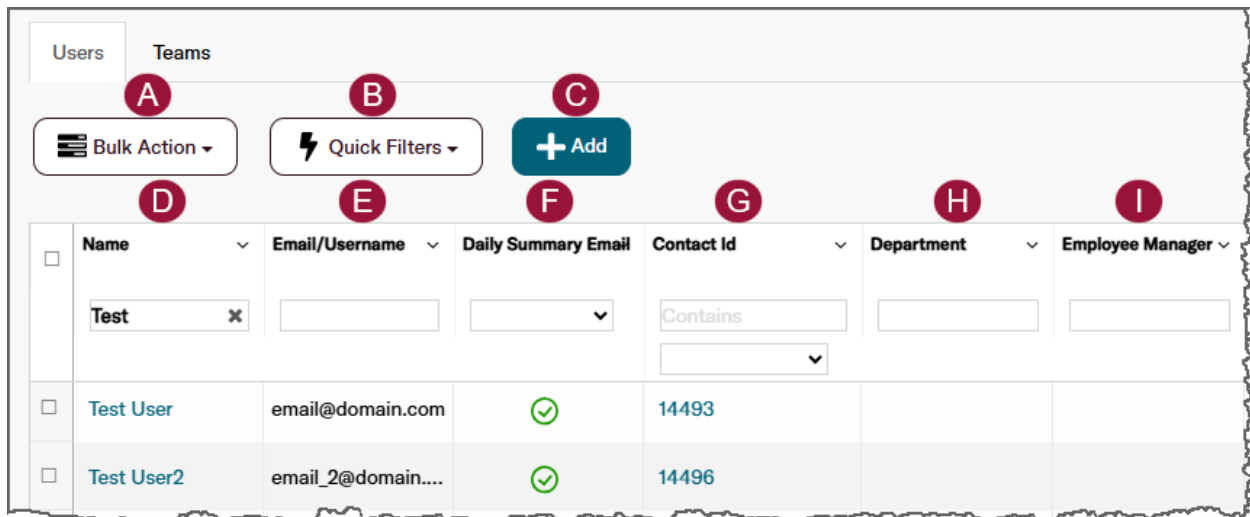 Users Teams
A B C
Bulk Action Quick Filters Add
D E F G H I
Name Email/Username Daily Summary Email Contact Id Department Employee Manager
Test Contains
Test User email@domain.com 14493
Test User2 email_2@domain.... 14496